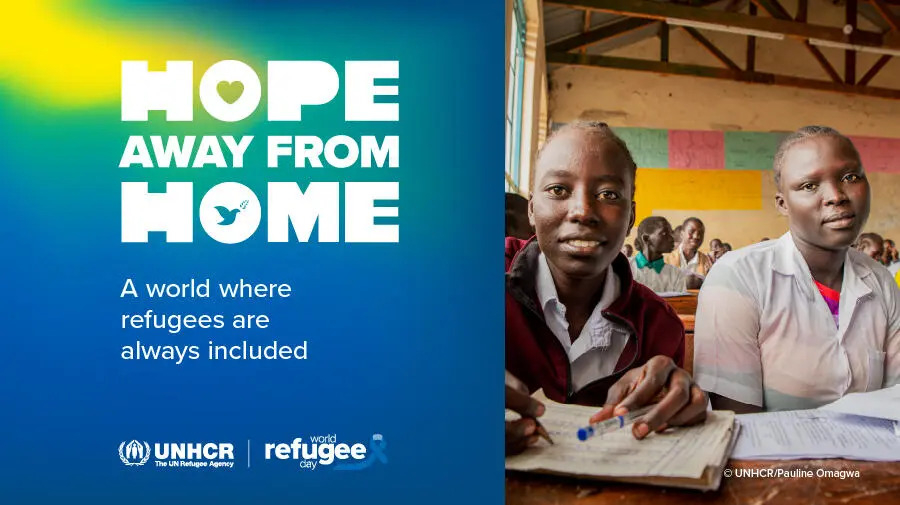 HOPE
AWAY FROM
HOME
A world where
refugees are
always included
UNHCR
The UN Refugee Agency
world
refugee
day
© UNHCR/Pauline Omagwa